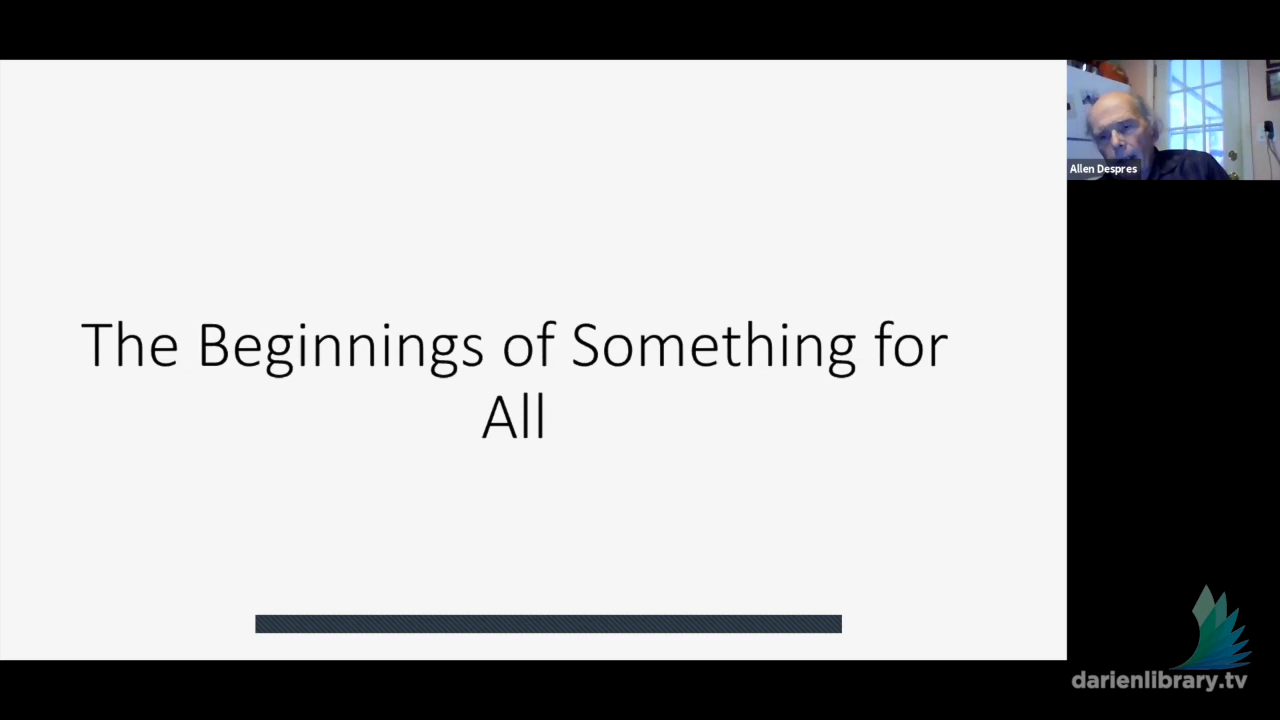 The Beginnings of Something for
All
Allen Despres
darienlibrary.tv